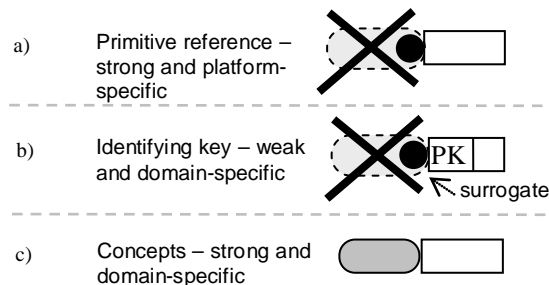 a) Primitive reference –
strong and platform-
specific
b) Identifying key – weak
and domain-specific
PK
surrogate
c) Concepts – strong and
domain-specific